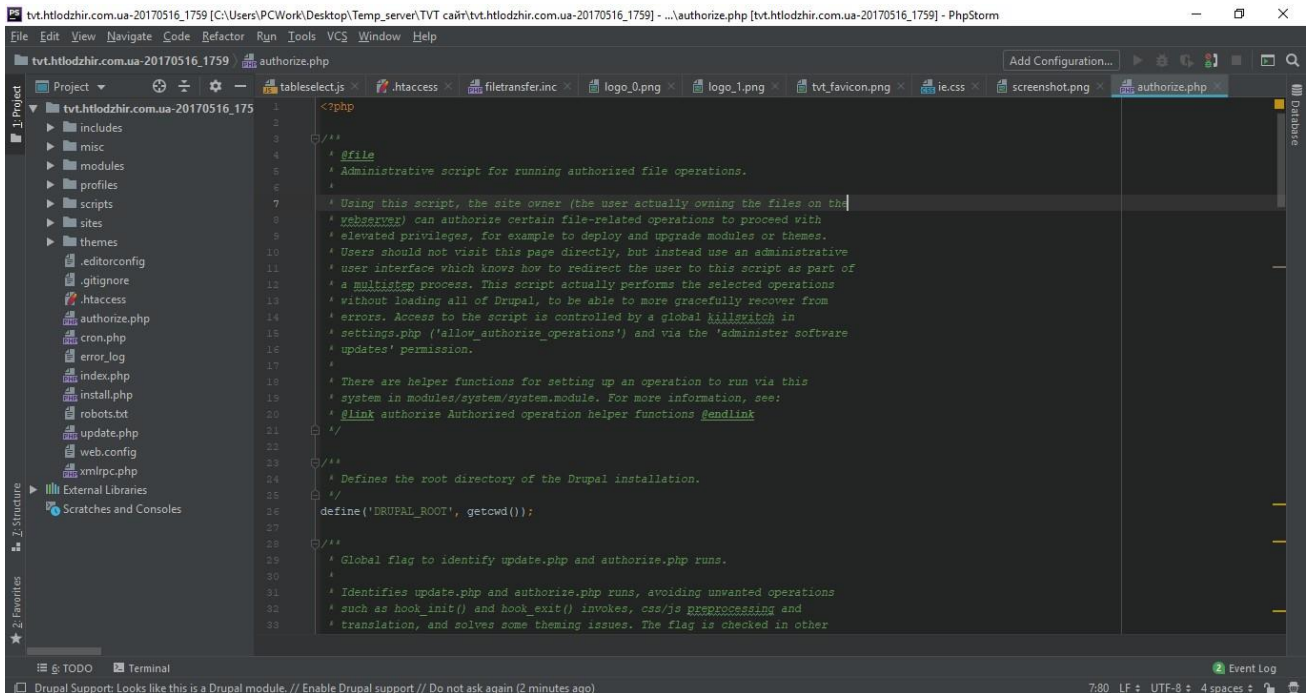 PS tvt.htlodzhir.com.ua-20170516_1759 [C:\Users\PCWork\Desktop\Temp_server\TVT сайт\tvt.htlodzhir.com.ua-20170516_1759] - ...\authorize.php [tvt.htlodzhir.com.ua-20170516_1759] - PhpStorm
File Edit View Navigate Code Refactor Run Tools VCS Window Help
tvt.htlodzhir.com.ua-20170516_1759 authorize.php Add Configuration...
1: Project
Project
tableselect.js .htaccess filetransfer.inc logo_0.png logo_1.png tvt_favicon.png ie.css screenshot.png authorize.php
Database
tvt.htlodzhir.com.ua-20170516_175
includes
misc
modules
profiles
scripts
sites
themes
.editorconfig
.gitignore
.htaccess
authorize.php
cron.php
error_log
index.php
install.php
robots.txt
update.php
web.config
xmlrpc.php
External Libraries
Scratches and Consoles
7: Structure
2: Favorites
1 <?php
2
3 /**
4 * @file
5 * Administrative script for running authorized file operations.
6 *
7 * Using this script, the site owner (the user actually owning the files on the
8 * webserver) can authorize certain file-related operations to proceed with
9 * elevated privileges, for example to deploy and upgrade modules or themes.
10 * Users should not visit this page directly, but instead use an administrative
11 * user interface which knows how to redirect the user to this script as part of
12 * a multistep process. This script actually performs the selected operations
13 * without loading all of Drupal, to be able to more gracefully recover from
14 * errors. Access to the script is controlled by a global killswitch in
15 * settings.php ('allow_authorize_operations') and via the 'administer software
16 * updates' permission.
17 *
18 * There are helper functions for setting up an operation to run via this
19 * system in modules/system/system.module. For more information, see:
20 * @link authorize Authorized operation helper functions @endlink
21 */
22
23 /**
24 * Defines the root directory of the Drupal installation.
25 */
26 define('DRUPAL_ROOT', getcwd());
27
28 /**
29 * Global flag to identify update.php and authorize.php runs.
30 *
31 * Identifies update.php and authorize.php runs, avoiding unwanted operations
32 * such as hook_init() and hook_exit() invokes, css/js preprocessing and
33 * translation, and solves some theming issues. The flag is checked in other
6: TODO Terminal 2 Event Log
Drupal Support: Looks like this is a Drupal module. // Enable Drupal support // Do not ask again (2 minutes ago) 7:80 LF UTF-8 4 spaces